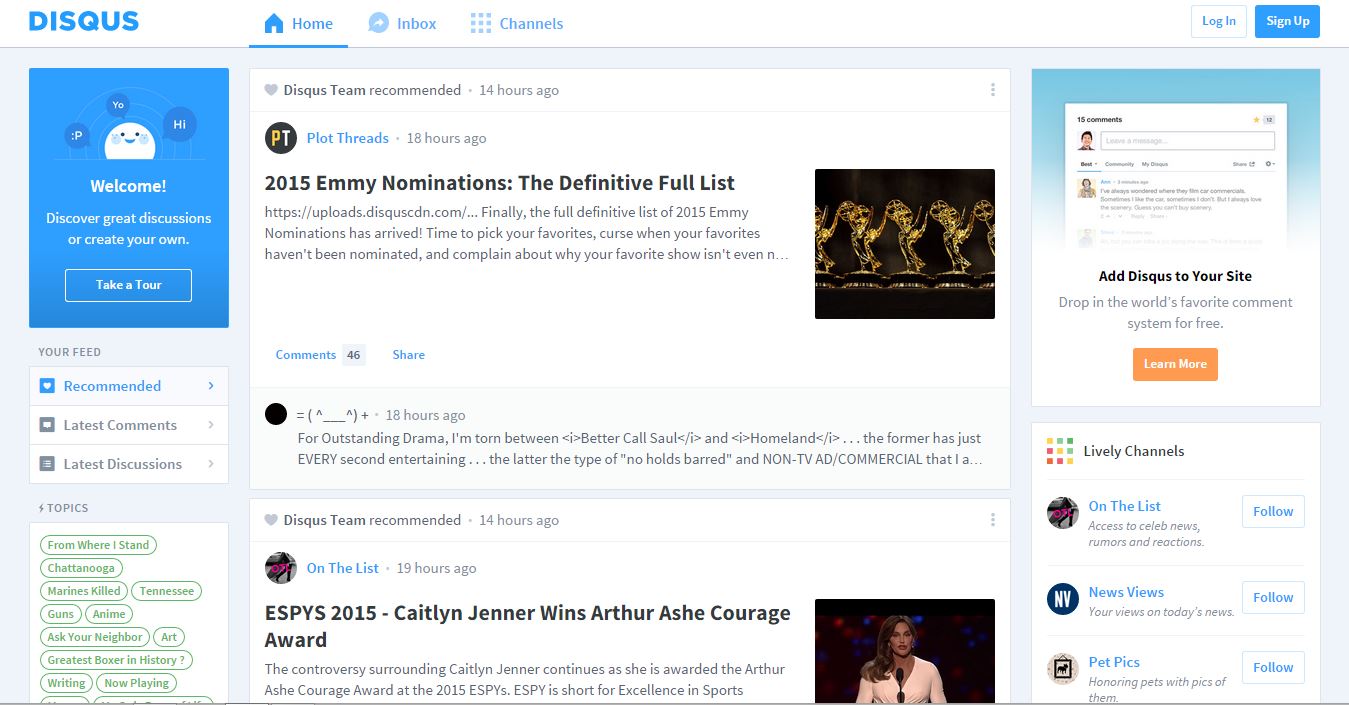 DISQUS
Home
Inbox
Channels
Log In
Sign Up
Yo
:P
Hi
Welcome!
Discover great discussions
or create your own.
Take a Tour
YOUR FEED
Recommended
Latest Comments
Latest Discussions
TOPICS
From Where I Stand
Chattanooga
Marines Killed
Tennessee
Guns
Anime
Ask Your Neighbor
Art
Greatest Boxer in History ?
Writing
Now Playing
Disqus Team recommended • 14 hours ago
PT
Plot Threads • 18 hours ago
2015 Emmy Nominations: The Definitive Full List
https://uploads.disquscdn.com/... Finally, the full definitive list of 2015 Emmy
Nominations has arrived! Time to pick your favorites, curse when your favorites
haven't been nominated, and complain about why your favorite show isn't even n…
Comments 46
Share
= ( ^___^) + • 18 hours ago
For Outstanding Drama, I'm torn between <i>Better Call Saul</i> and <i>Homeland</i> . . . the former has just
EVERY second entertaining . . . the latter the type of "no holds barred" and NON-TV AD/COMMERCIAL that I a…
Disqus Team recommended • 14 hours ago
OTL
On The List • 19 hours ago
ESPYS 2015 - Caitlyn Jenner Wins Arthur Ashe Courage
Award
The controversy surrounding Caitlyn Jenner continues as she is awarded the Arthur
Ashe Courage Award at the 2015 ESPYs. ESPY is short for Excellence in Sports
15 comments
12
Leave a message...
Best
Community
My Disqus
Share
Ann • 3 minutes ago
I've always wondered where they film car commercials.
Sometimes I like the car, sometimes I don't. But I always love
the scenery. Guess you can't buy scenery.
Reply
Share
Add Disqus to Your Site
Drop in the world's favorite comment
system for free.
Learn More
Lively Channels
OTL
On The List
Access to celeb news,
rumors and reactions.
Follow
NV
News Views
Your views on today's news.
Follow
Pet Pics
Honoring pets with pics of
them.
Follow